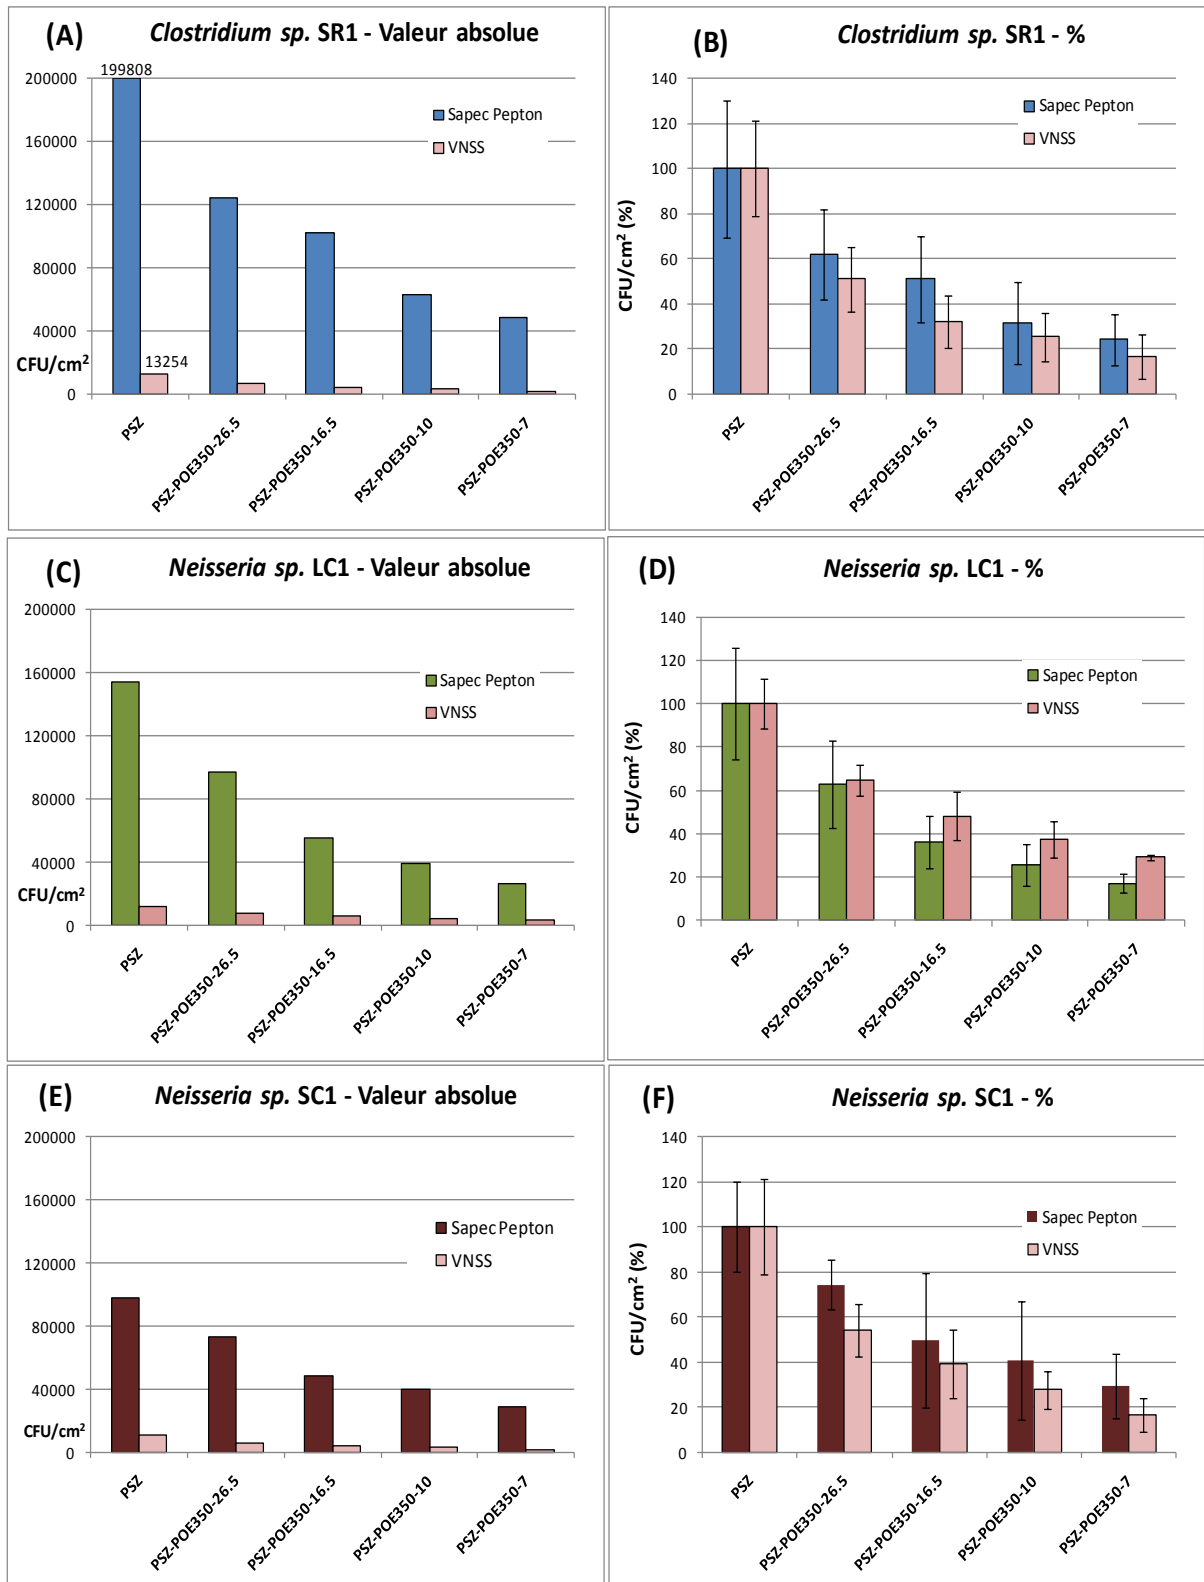 (A) Clostridium sp. SR1 - Valeur absolue
199808
200000
160000
120000
80000
40000
CFU/cm²
0
13254
Sapec Pepton
VNSS
PSZ
PSZ-POE350-26.5
PSZ-POE350-16.5
PSZ-POE350-10
PSZ-POE350-7
(B) Clostridium sp. SR1 - %
140
120
100
80
60
40
20
0
CFU/cm² (%)
Sapec Pepton
VNSS
PSZ
PSZ-POE350-26.5
PSZ-POE350-16.5
PSZ-POE350-10
PSZ-POE350-7
(C) Neisseria sp. LC1 - Valeur absolue
200000
160000
120000
80000
40000
CFU/cm²
0
Sapec Pepton
VNSS
PSZ
PSZ-POE350-26.5
PSZ-POE350-16.5
PSZ-POE350-10
PSZ-POE350-7
(D) Neisseria sp. LC1 - %
140
120
100
80
60
40
20
0
CFU/cm² (%)
Sapec Pepton
VNSS
PSZ
PSZ-POE350-26.5
PSZ-POE350-16.5
PSZ-POE350-10
PSZ-POE350-7
(E) Neisseria sp. SC1 - Valeur absolue
200000
160000
120000
80000
40000
CFU/cm²
0
Sapec Pepton
VNSS
PSZ
PSZ-POE350-26.5
PSZ-POE350-16.5
PSZ-POE350-10
PSZ-POE350-7
(F) Neisseria sp. SC1 - %
140
120
100
80
60
40
20
0
CFU/cm² (%)
Sapec Pepton
VNSS
PSZ
PSZ-POE350-26.5
PSZ-POE350-16.5
PSZ-POE350-10
PSZ-POE350-7